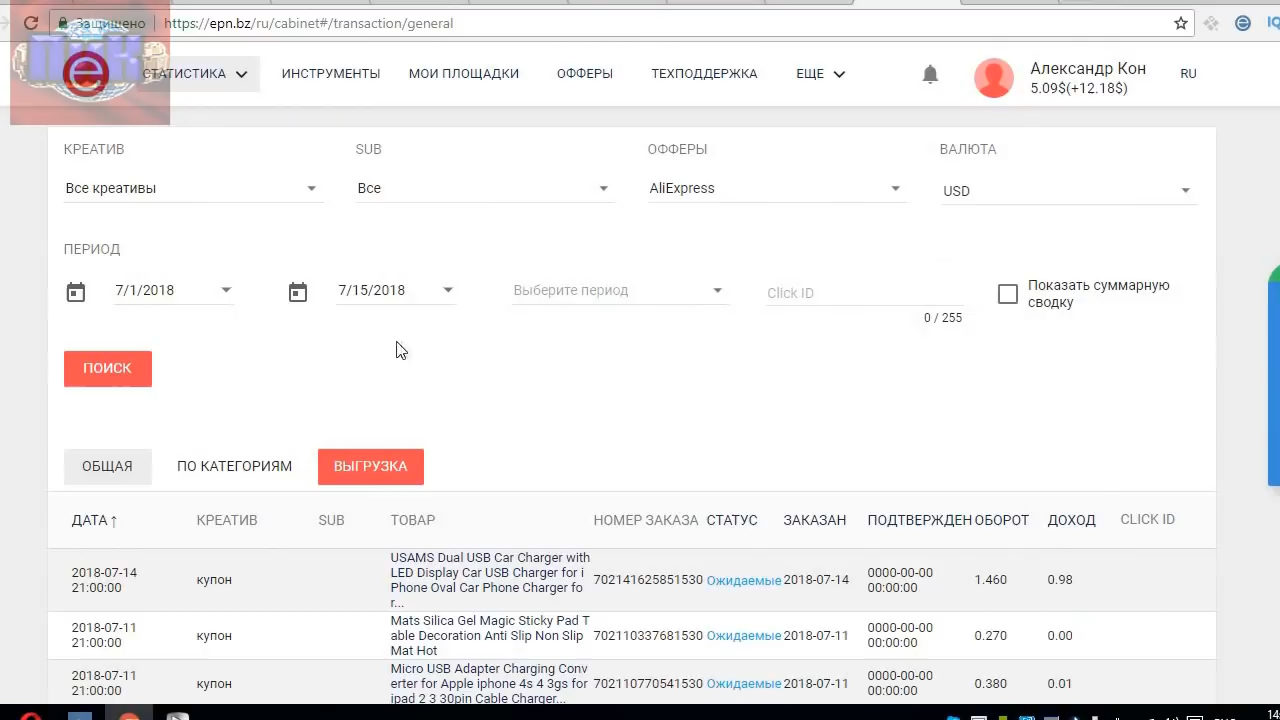 Защищено https://epn.bz/ru/cabinet#/transaction/general
СТАТИСТИКА ИНСТРУМЕНТЫ МОИ ПЛОЩАДКИ ОФФЕРЫ ТЕХПОДДЕРЖКА ЕЩЕ Александр Кон RU
5.09$(+12.18$)
КРЕАТИВ SUB ОФФЕРЫ ВАЛЮТА
Все креативы Все AliExpress USD
ПЕРИОД
7/1/2018 7/15/2018 Выберите период Click ID Показать суммарную
сводку
0 / 255
ПОИСК
ОБЩАЯ ПО КАТЕГОРИЯМ ВЫГРУЗКА
ДАТА↑ КРЕАТИВ SUB ТОВАР НОМЕР ЗАКАЗА СТАТУС ЗАКАЗАН ПОДТВЕРЖДЕН ОБОРОТ ДОХОД CLICK ID
USAMS Dual USB Car Charger with
2018-07-14 LED Display Car USB Charger for i 0000-00-00
купон 702141625851530 Ожидаемые 2018-07-14 1.460 0.98
21:00:00 Phone Oval Car Phone Charger fo 00:00:00
r...
2018-07-11 Mats Silica Gel Magic Sticky Pad T 0000-00-00
купон able Decoration Anti Slip Non Slip 702110337681530 Ожидаемые 2018-07-11 0.270 0.00
21:00:00 Mat Hot 00:00:00
2018-07-11 Micro USB Adapter Charging Conv 0000-00-00
купон erter for Apple iphone 4s 4 3gs for 702110770541530 Ожидаемые 2018-07-11 0.380 0.01
21:00:00 ipad 2 3 30pin Cable Charger... 00:00:00